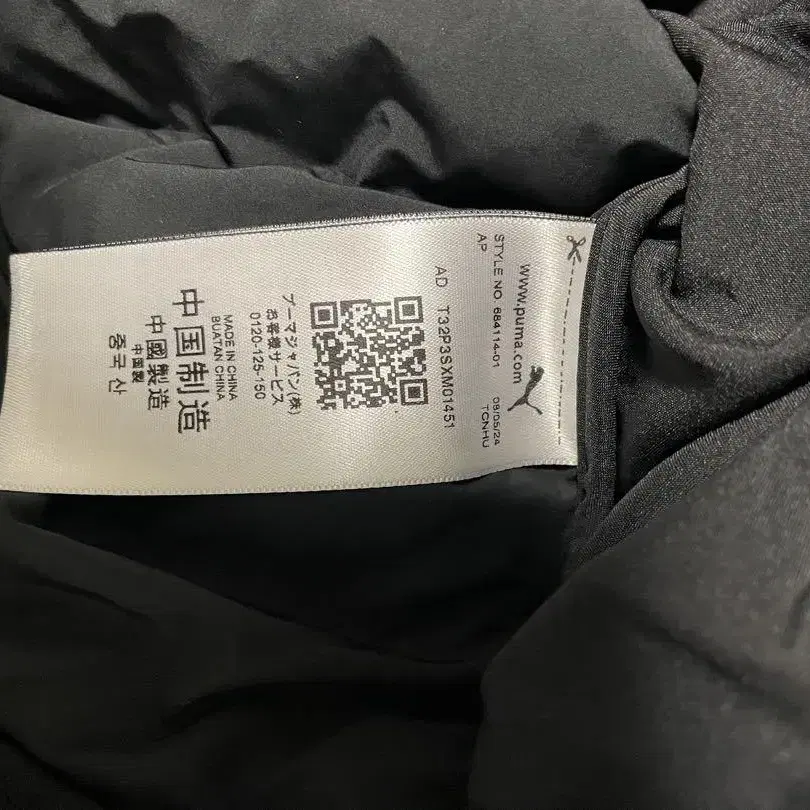 www.puma.com
STYLE NO. 684114-01 08/05/24
AP TCNHU
AD T32P3SXM01451
プーマジャパン(株)
お客様サービス
0120-125-150
MADE IN CHINA
BUATAN CHINA
中国制造
中國製造
中国製
중국산